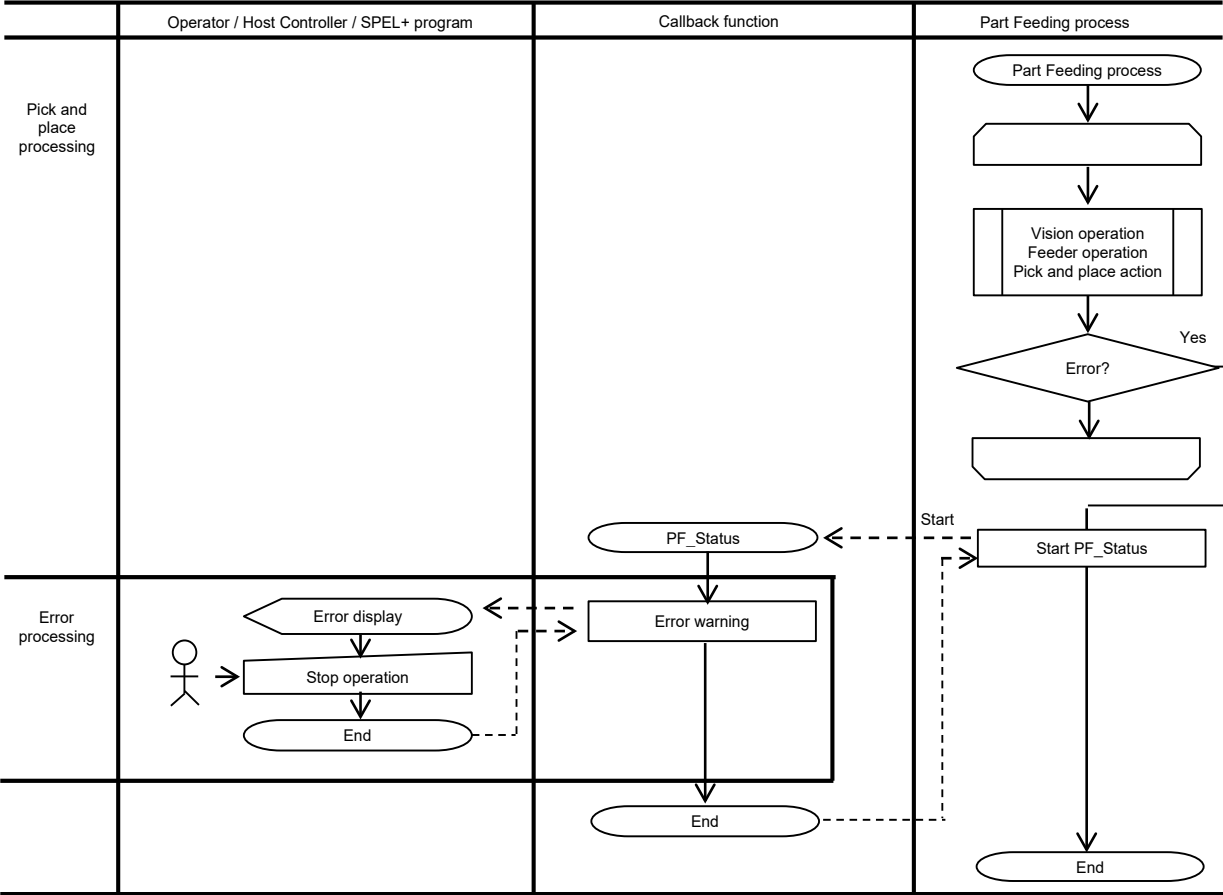 Operator / Host Controller / SPEL+ program
Callback function
Part Feeding process
Pick and
place
processing
Part Feeding process
Vision operation
Feeder operation
Pick and place action
Yes
Error?
Start
PF_Status
Start PF_Status
Error
processing
Error display
Error warning
Stop operation
End
End
End